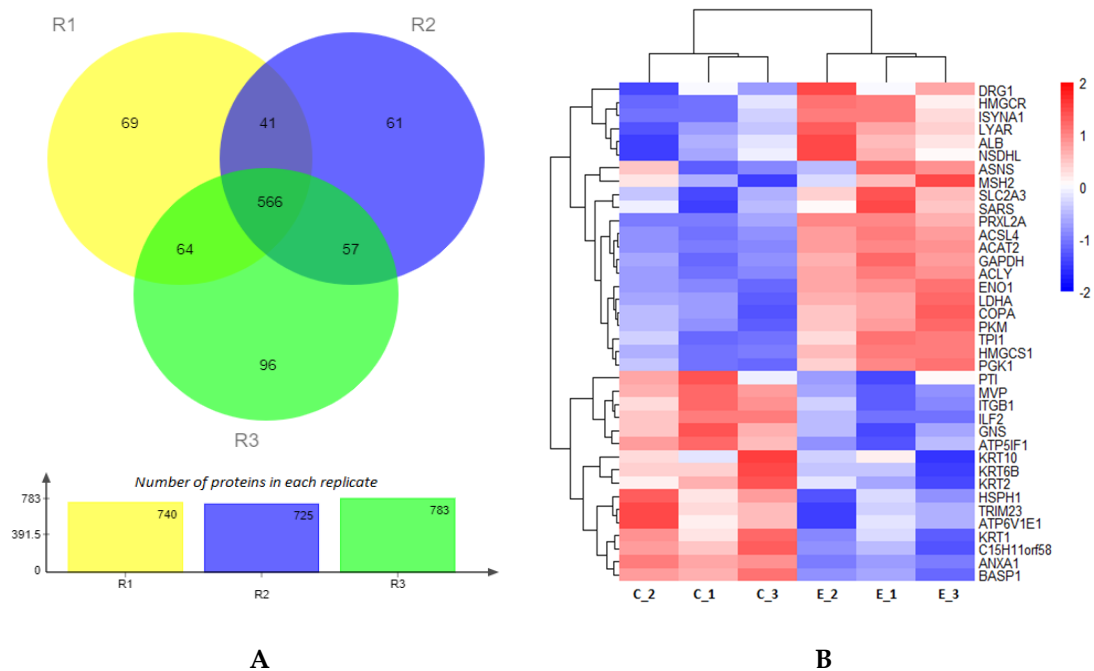 R1
R2
69
41
61
566
64
57
96
R3
Number of proteins in each replicate
783
391.5
0
740
725
783
R1
R2
R3
A
DRG1
HMGCR
ISYNA1
LYAR
ALB
NSDHL
ASNS
MSH2
SLC2A3
SARS
PRXL2A
ACSL4
ACAT2
GAPDH
ACLY
ENO1
LDHA
COPA
PKM
TPI1
HMGCS1
PGK1
PTI
MVP
ITGB1
ILF2
GNS
ATP5IF1
KRT10
KRT6B
KRT2
HSPH1
TRIM23
ATP6V1E1
KRT1
C15H11orf58
ANXA1
BASP1
2
1
0
-1
-2
C_2 C_1 C_3 E_2 E_1 E_3
B